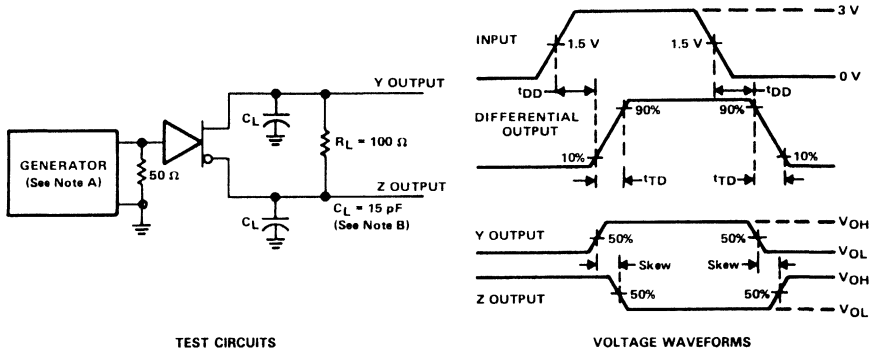 GENERATOR
(See Note A)
50 Ω
C_L
Y OUTPUT
R_L = 100 Ω
Z OUTPUT
C_L = 15 pF
(See Note B)
C_L
TEST CIRCUITS
INPUT
1.5 V
1.5 V
3 V
0 V
t_DD
t_DD
DIFFERENTIAL
OUTPUT
90%
90%
10%
10%
t_TD
t_TD
Y OUTPUT
50%
50%
V_OH
V_OL
Skew
Skew
Z OUTPUT
50%
50%
V_OH
V_OL
VOLTAGE WAVEFORMS